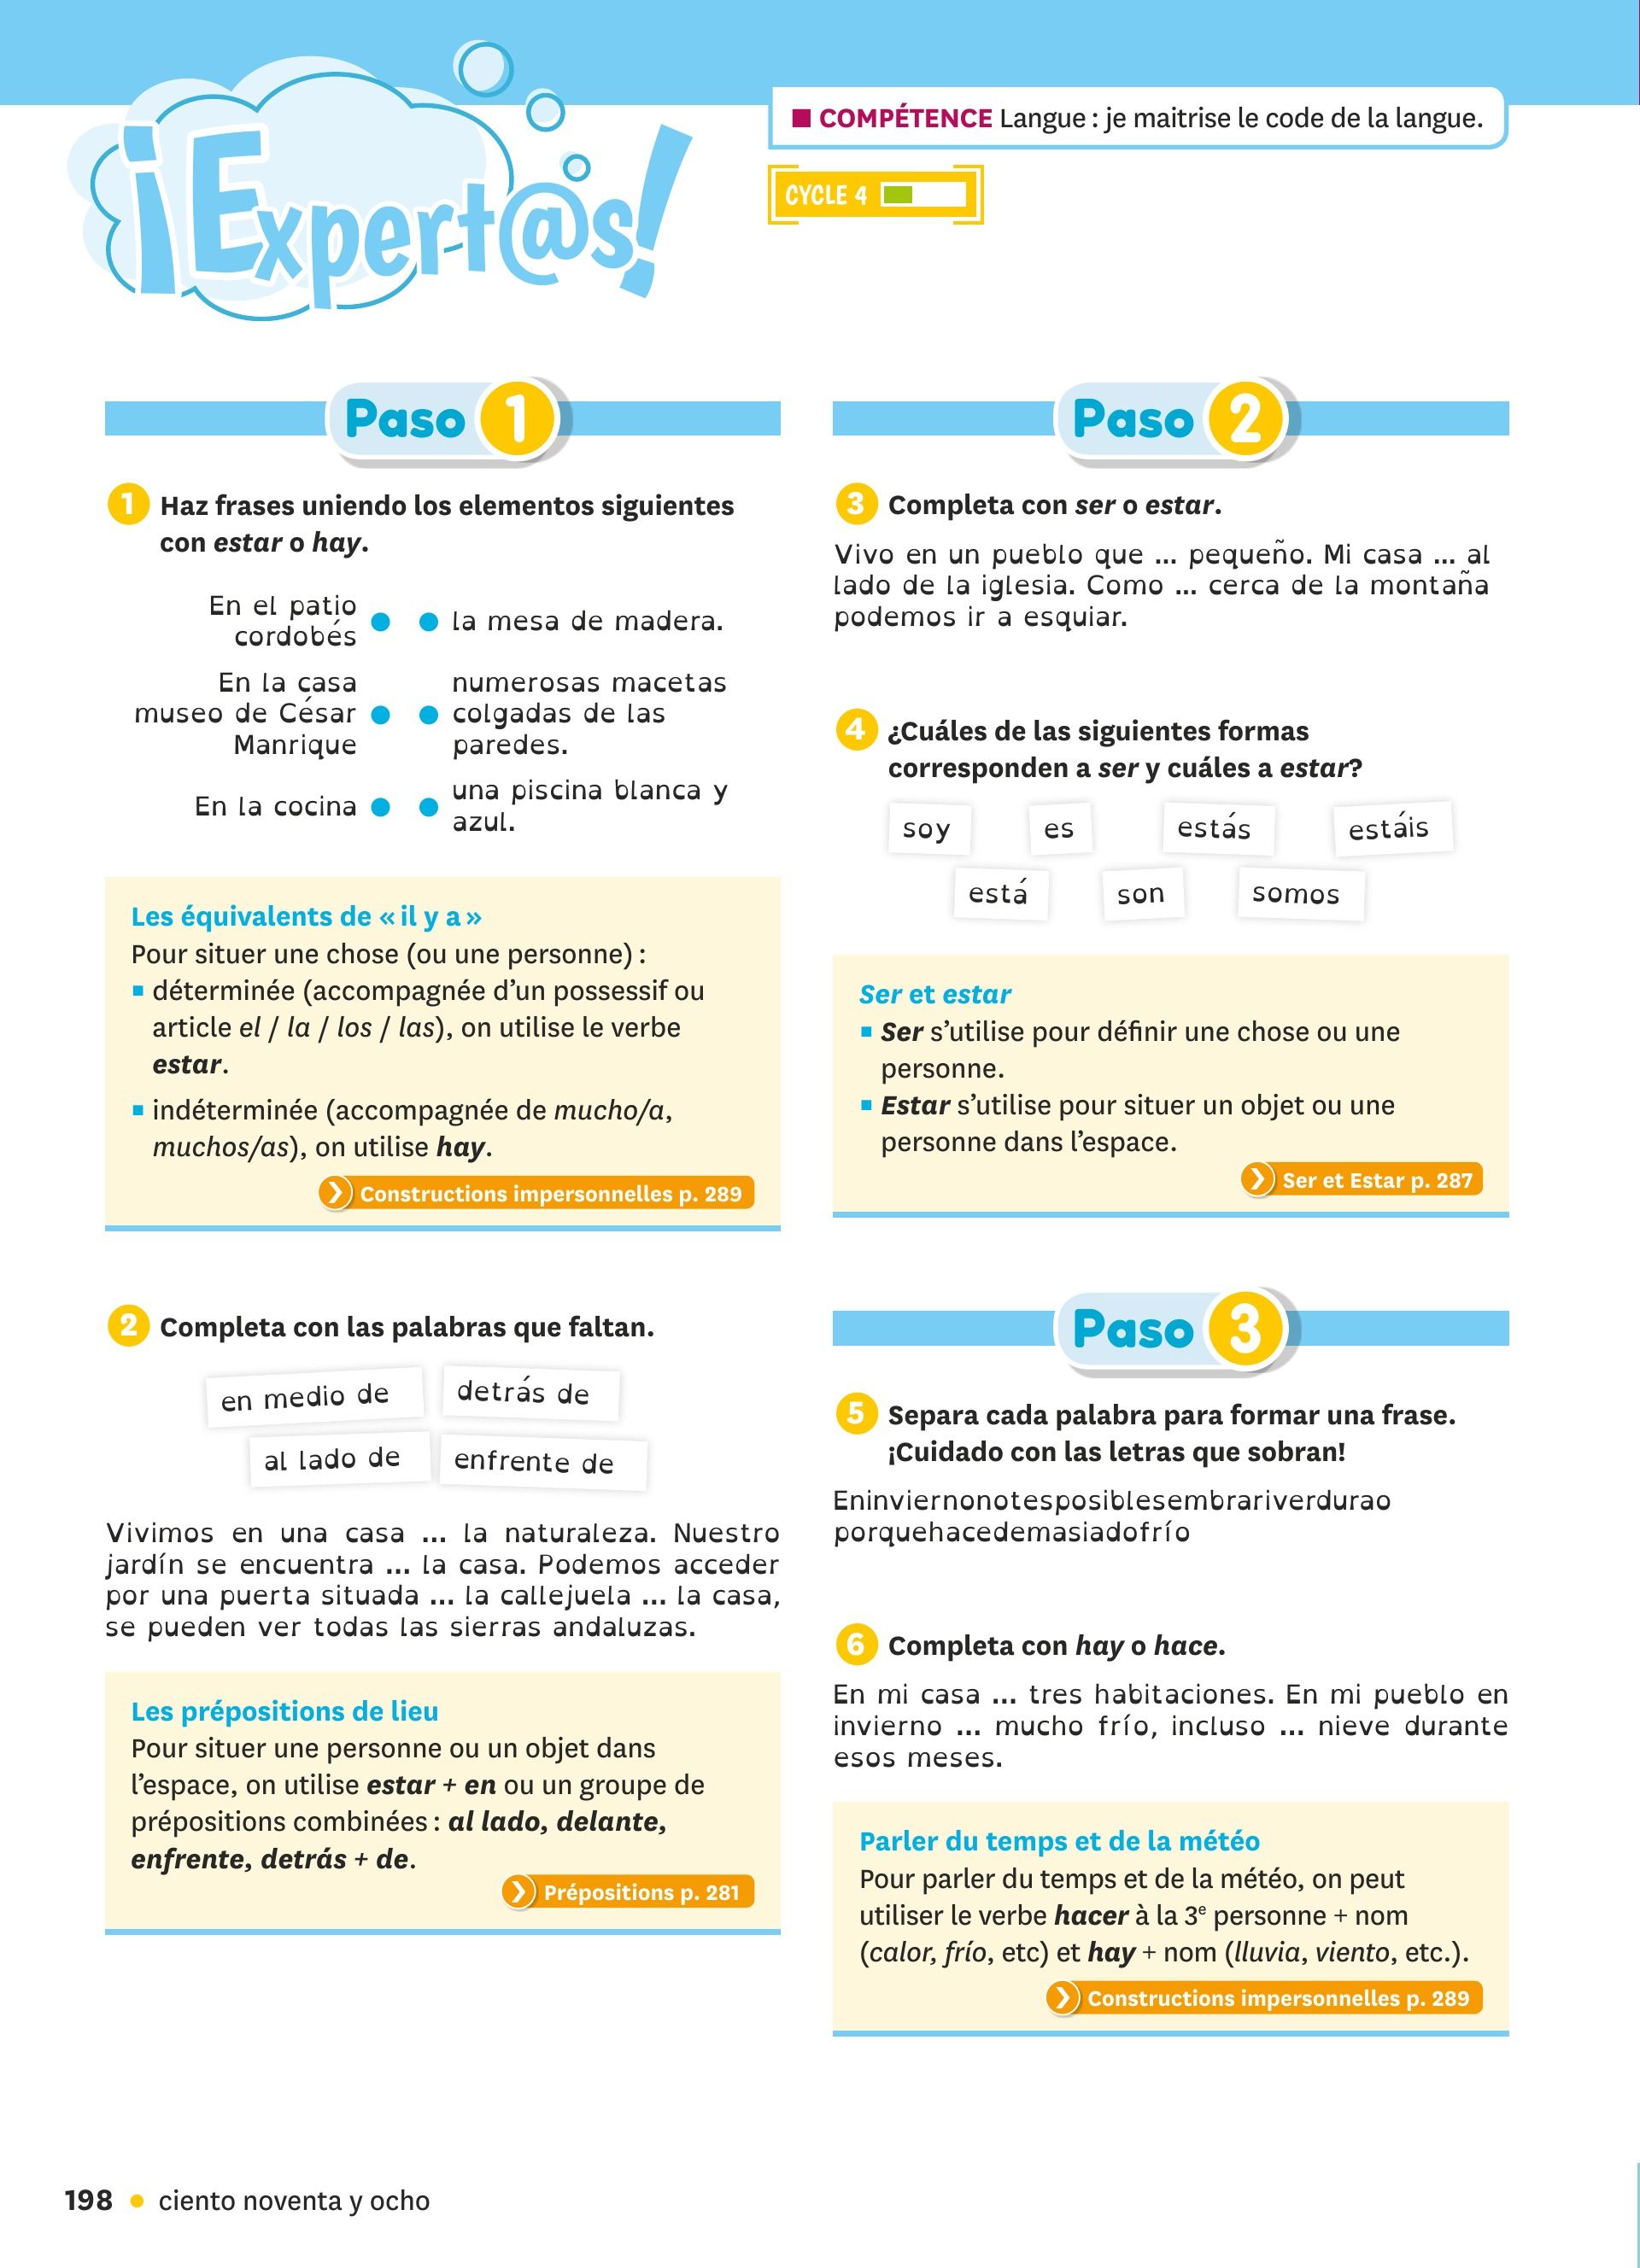 ¡Expert@s!
■ COMPÉTENCE Langue : je maitrise le code de la langue.
CYCLE 4
Paso 1
1 Haz frases uniendo los elementos siguientes
con estar o hay.
En el patio
cordobés
la mesa de madera.
En la casa
museo de César
Manrique
numerosas macetas
colgadas de las
paredes.
En la cocina
una piscina blanca y
azul.
Les équivalents de « il y a »
Pour situer une chose (ou une personne) :
▪ déterminée (accompagnée d’un possessif ou
article el / la / los / las), on utilise le verbe
estar.
▪ indéterminée (accompagnée de mucho/a,
muchos/as), on utilise hay.
Constructions impersonnelles p. 289
2 Completa con las palabras que faltan.
en medio de
detrás de
al lado de
enfrente de
Vivimos en una casa ... la naturaleza. Nuestro
jardín se encuentra ... la casa. Podemos acceder
por una puerta situada ... la callejuela ... la casa,
se pueden ver todas las sierras andaluzas.
Les prépositions de lieu
Pour situer une personne ou un objet dans
l’espace, on utilise estar + en ou un groupe de
prépositions combinées : al lado, delante,
enfrente, detrás + de.
Prépositions p. 281
Paso 2
3 Completa con ser o estar.
Vivo en un pueblo que ... pequeño. Mi casa ... al
lado de la iglesia. Como ... cerca de la montaña
podemos ir a esquiar.
4 ¿Cuáles de las siguientes formas
corresponden a ser y cuáles a estar?
soy
es
estás
estáis
está
son
somos
Ser et estar
▪ Ser s’utilise pour définir une chose ou une
personne.
▪ Estar s’utilise pour situer un objet ou une
personne dans l’espace.
Ser et Estar p. 287
Paso 3
5 Separa cada palabra para formar una frase.
¡Cuidado con las letras que sobran!
Eninviernonotesposiblesembrariverdurao
porquehacedemasiadofrío
6 Completa con hay o hace.
En mi casa ... tres habitaciones. En mi pueblo en
invierno ... mucho frío, incluso ... nieve durante
esos meses.
Parler du temps et de la météo
Pour parler du temps et de la météo, on peut
utiliser le verbe hacer à la 3e personne + nom
(calor, frío, etc) et hay + nom (lluvia, viento, etc.).
Constructions impersonnelles p. 289
198 • ciento noventa y ocho